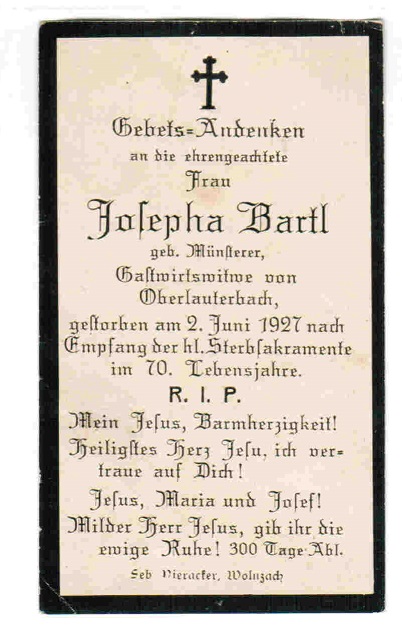 Gebets=Andenken
an die ehrengeachtete
Frau
Josepha Bartl
geb. Münsterer,
Gastwirtswitwe von
Oberlauterbach,
gestorben am 2. Juni 1927 nach
Empfang der hl. Sterbsakramente
im 70. Lebensjahre.
R. I. P.
Mein Jesus, Barmherzigkeit!
Heiligstes Herz Jesu, ich ver-
traue auf Dich!
Jesus, Maria und Josef!
Milder Herr Jesus, gib ihr die
ewige Ruhe! 300 Tage Abl.
Seb Nieracker, Wolnzach